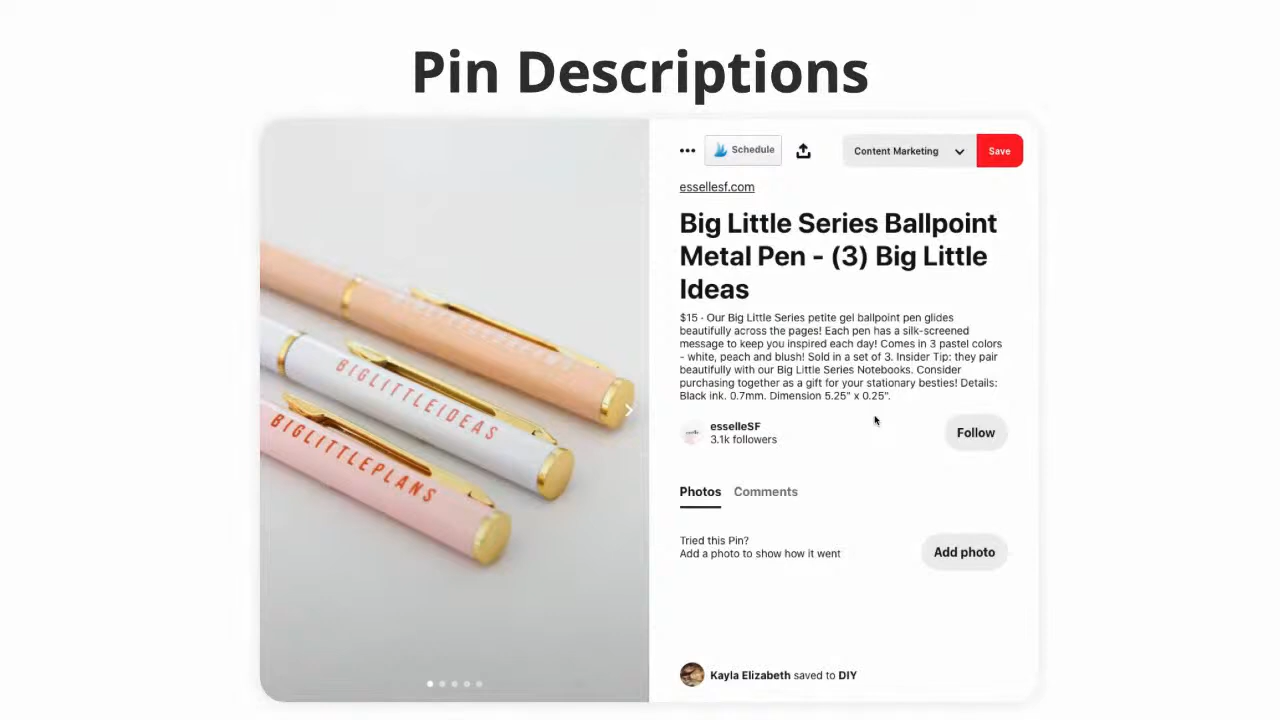 Pin Descriptions
Schedule
Content Marketing
Save
essellesf.com
Big Little Series Ballpoint
Metal Pen - (3) Big Little
Ideas
$15 · Our Big Little Series petite gel ballpoint pen glides
beautifully across the pages! Each pen has a silk-screened
message to keep you inspired each day! Comes in 3 pastel colors
- white, peach and blush! Sold in a set of 3. Insider Tip: they pair
beautifully with our Big Little Series Notebooks. Consider
purchasing together as a gift for your stationary besties! Details:
Black ink. 0.7mm. Dimension 5.25" x 0.25".
esselleSF
3.1k followers
Follow
Photos Comments
Tried this Pin?
Add a photo to show how it went
Add photo
Kayla Elizabeth saved to DIY
BIGLITTLEIDEAS
BIGLITTLEPLANS